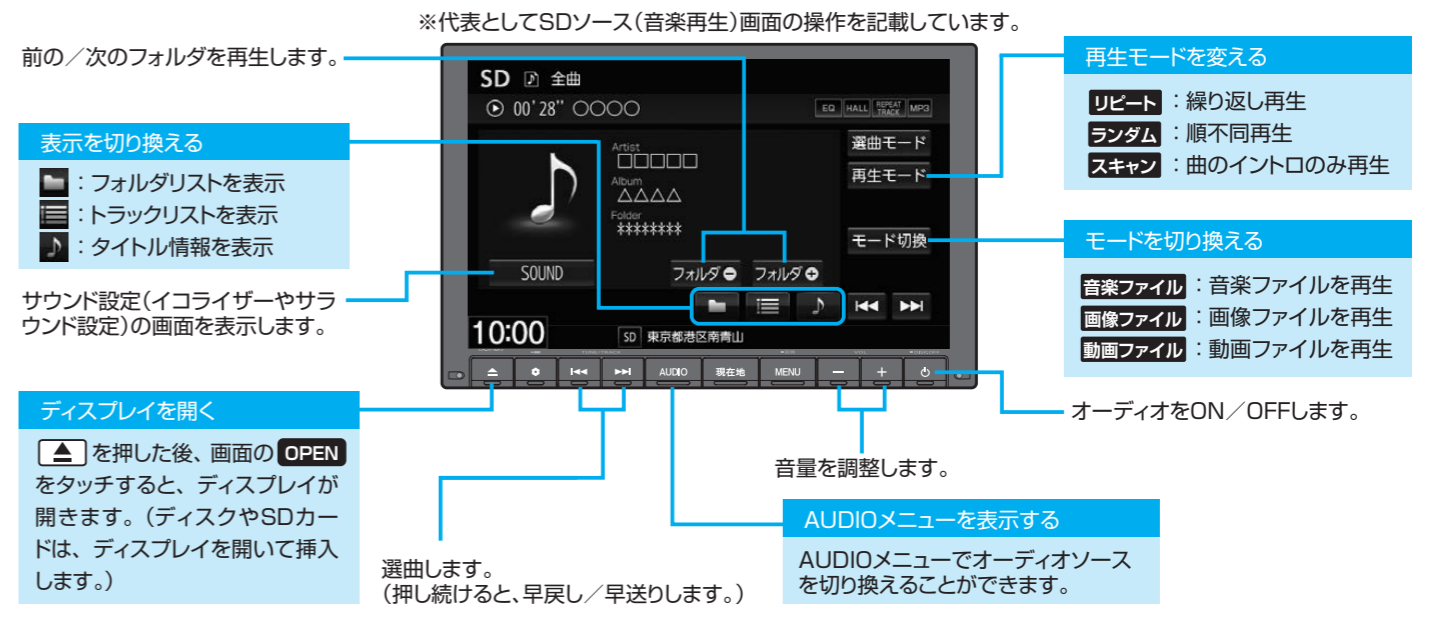 ※代表としてSDソース(音楽再生)画面の操作を記載しています。
前の／次のフォルダを再生します。
表示を切り換える
：フォルダリストを表示
：トラックリストを表示
：タイトル情報を表示
サウンド設定(イコライザーやサラ
ウンド設定)の画面を表示します。
ディスプレイを開く
を押した後、画面の OPEN
をタッチすると、ディスプレイが
開きます。(ディスクやSDカー
ドは、ディスプレイを開いて挿入
します。)
SD 全曲
00'28" ○○○○
EQ HALL REPEAT TRACK MP3
Artist
□□□□□
Album
△△△△
Folder
********
選曲モード
再生モード
モード切換
SOUND
フォルダ－ フォルダ＋
10:00
SD 東京都港区南青山
AUDIO 現在地 MENU － ＋
選曲します。
(押し続けると、早戻し／早送りします。)
音量を調整します。
AUDIOメニューを表示する
AUDIOメニューでオーディオソース
を切り換えることができます。
再生モードを変える
リピート：繰り返し再生
ランダム：順不同再生
スキャン：曲のイントロのみ再生
モードを切り換える
音楽ファイル：音楽ファイルを再生
画像ファイル：画像ファイルを再生
動画ファイル：動画ファイルを再生
オーディオをON／OFFします。